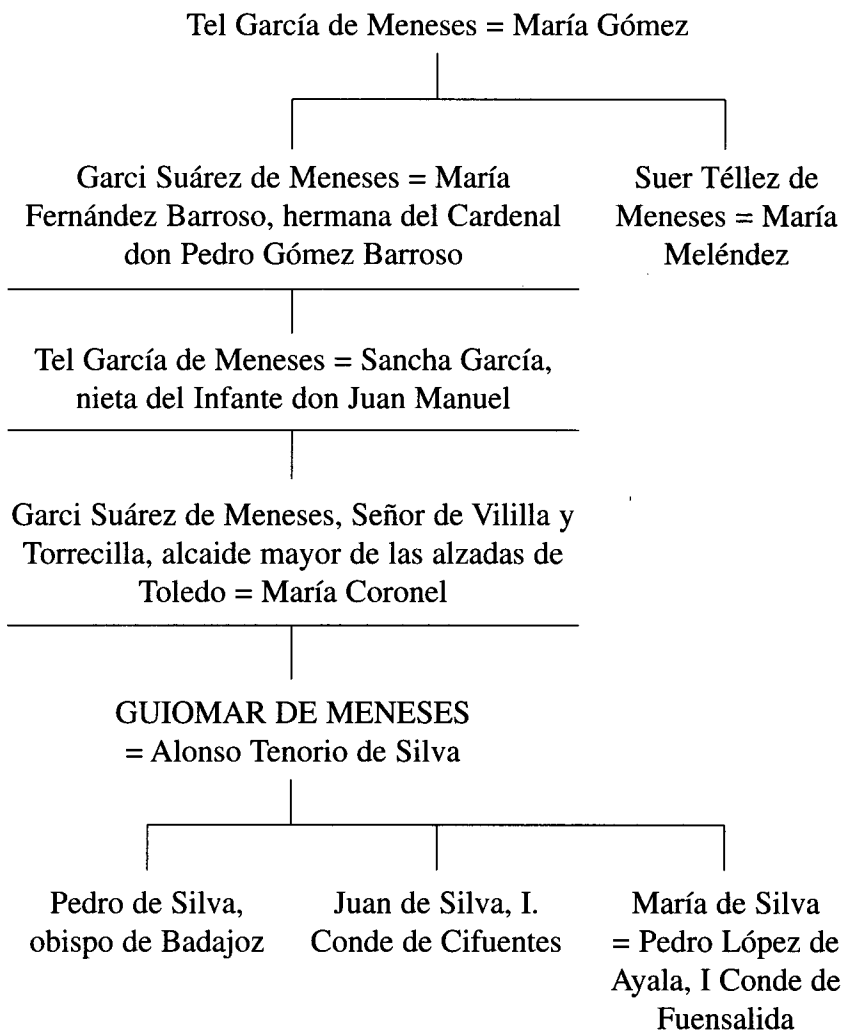 Tel García de Meneses = María Gómez
Garci Suárez de Meneses = María
Fernández Barroso, hermana del Cardenal
don Pedro Gómez Barroso
Suer Téllez de
Meneses = María
Meléndez
Tel García de Meneses = Sancha García,
nieta del Infante don Juan Manuel
Garci Suárez de Meneses, Señor de Vililla y
Torrecilla, alcaide mayor de las alzadas de
Toledo = María Coronel
GUIOMAR DE MENESES
= Alonso Tenorio de Silva
Pedro de Silva,
obispo de Badajoz
Juan de Silva, I.
Conde de Cifuentes
María de Silva
= Pedro López de
Ayala, I Conde de
Fuensalida